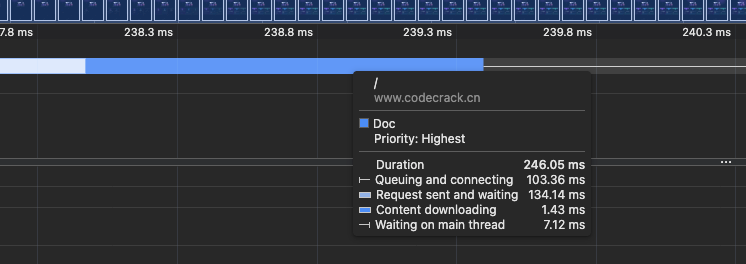 7.8 ms 238.3 ms 238.8 ms 239.3 ms 239.8 ms 240.3 ms
/
www.codecrack.cn
Doc
Priority: Highest
Duration 246.05 ms
Queuing and connecting 103.36 ms
Request sent and waiting 134.14 ms
Content downloading 1.43 ms
Waiting on main thread 7.12 ms